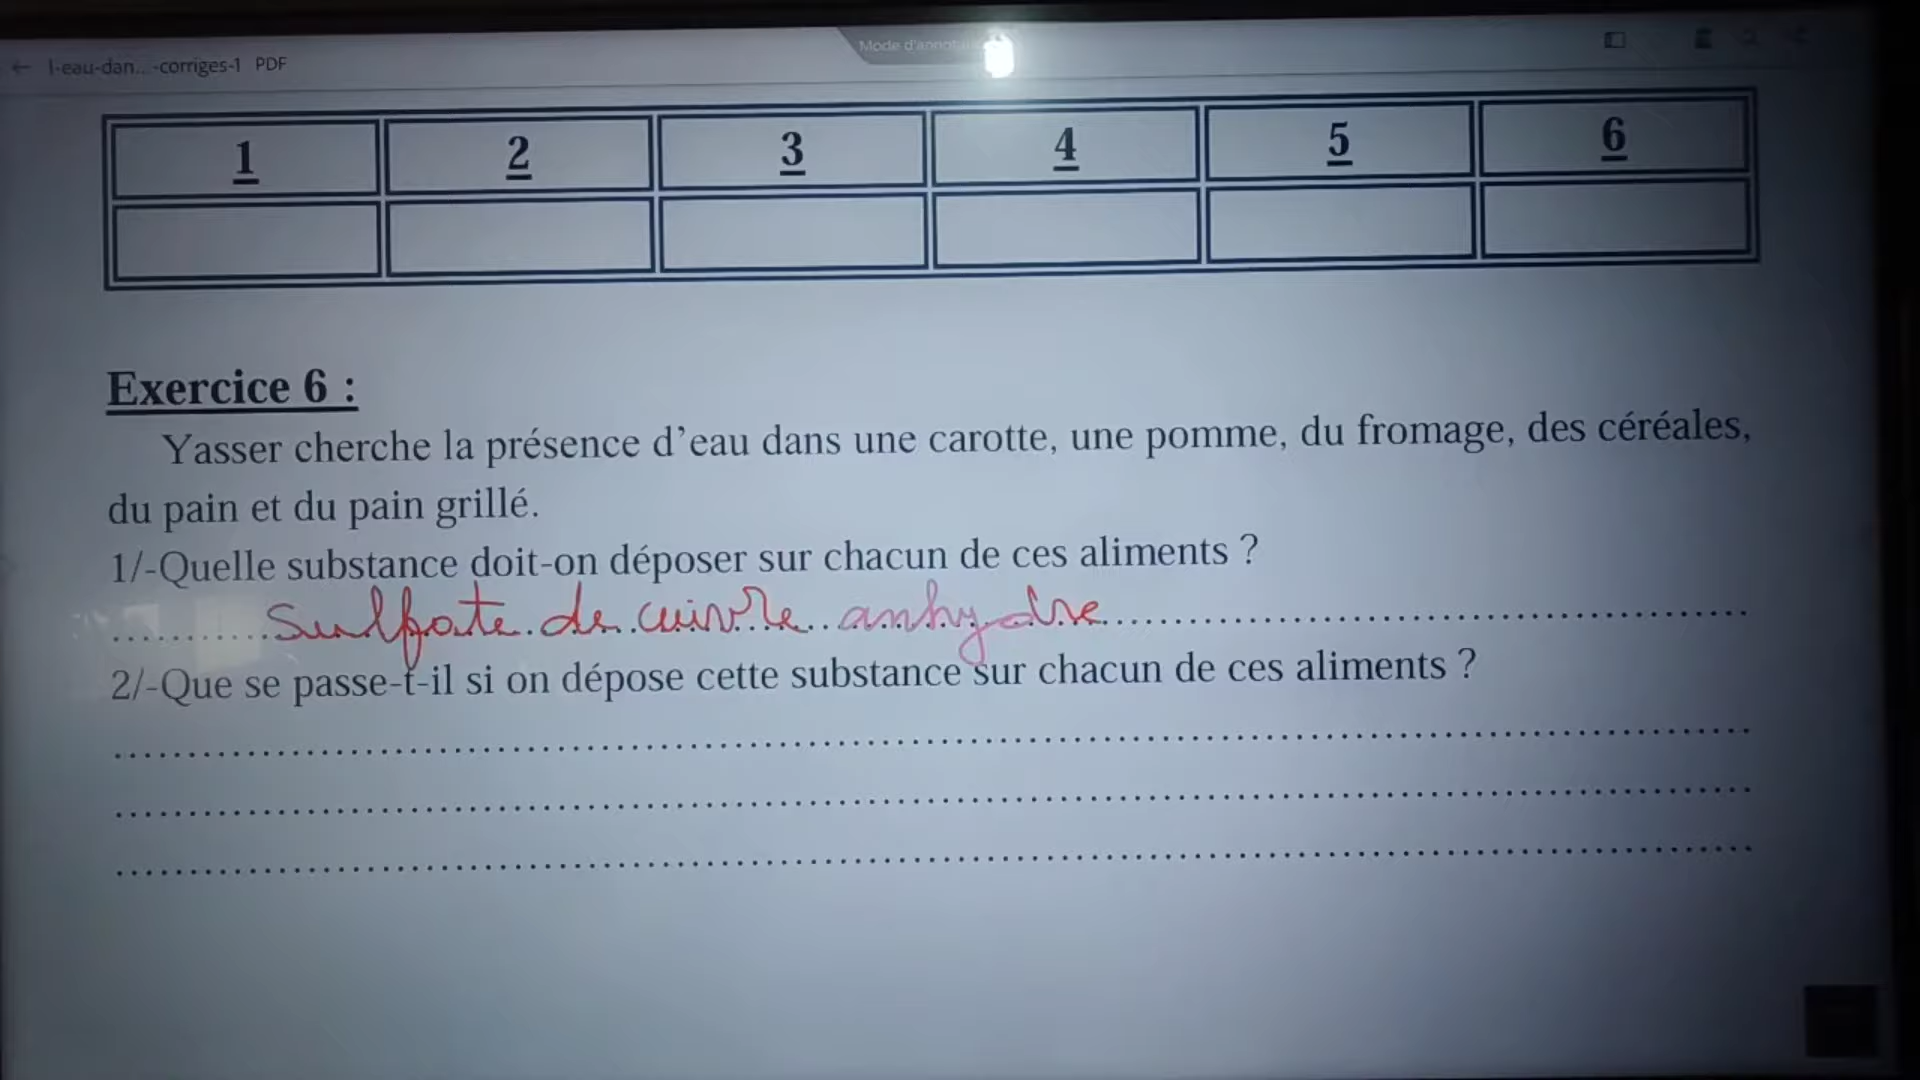 l-eau-dan...-corriges-1 PDF
1 2 3 4 5 6
Exercice 6 :
Yasser cherche la présence d'eau dans une carotte, une pomme, du fromage, des céréales,
du pain et du pain grillé.
1/-Quelle substance doit-on déposer sur chacun de ces aliments ?
Sulfate de cuivre anhydre
2/-Que se passe-t-il si on dépose cette substance sur chacun de ces aliments ?